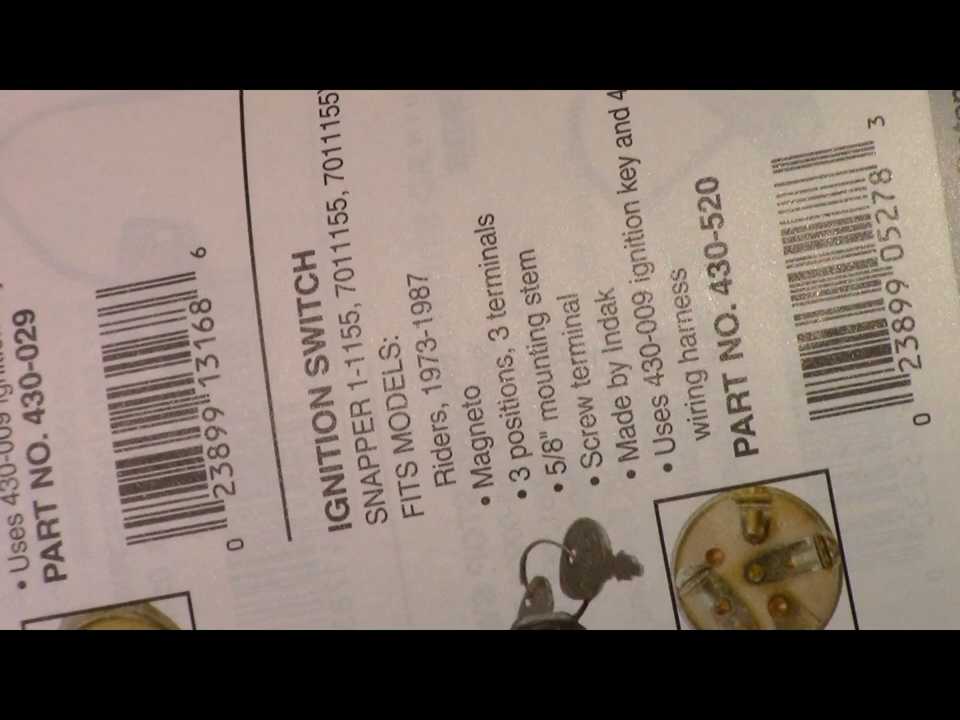 • Uses 430-009
PART NO. 430-029
0 23899 13168 6
IGNITION SWITCH
SNAPPER 1-1155, 7011155, 7011155, 7011155
FITS MODELS:
Riders, 1973-1987
• Magneto
• 3 positions, 3 terminals
• 5/8" mounting stem
• Screw terminal
• Made by Indak
• Uses 430-009 ignition key and 4
wiring harness
PART NO. 430-520
0 23899 05278 3